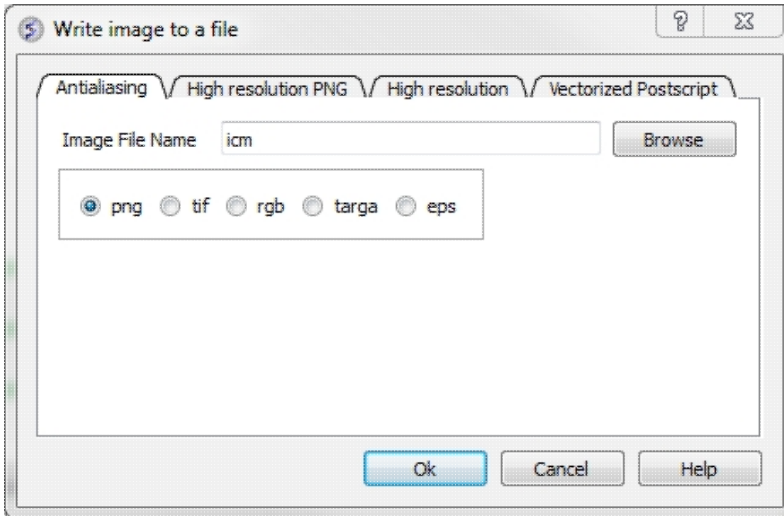 Write image to a file
Antialiasing High resolution PNG High resolution Vectorized Postscript
Image File Name icm Browse
png tif rgb targa eps
Ok Cancel Help